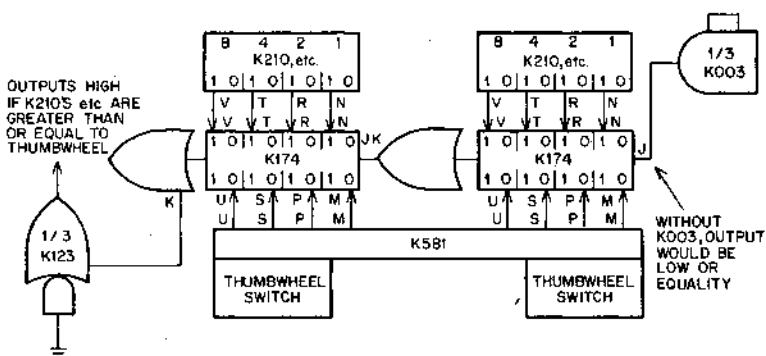 8 4 2 1
K210, etc.
1 0 1 0 1 0 1 0
V T R N
V T R N
1 0 1 0 1 0 1 0
K174
1 0 1 0 1 0 1 0
U S P M
U S P M
JK
8 4 2 1
K210, etc.
1 0 1 0 1 0 1 0
V T R N
V T R N
1 0 1 0 1 0 1 0
K174
1 0 1 0 1 0 1 0
U S P M
U S P M
J
1/3
K003
OUTPUTS HIGH
IF K210'S etc ARE
GREATER THAN
OR EQUAL TO
THUMBWHEEL
K
1/3
K123
K581
THUMBWHEEL
SWITCH
THUMBWHEEL
SWITCH
WITHOUT
K003, OUTPUT
WOULD BE
LOW OR
EQUALITY